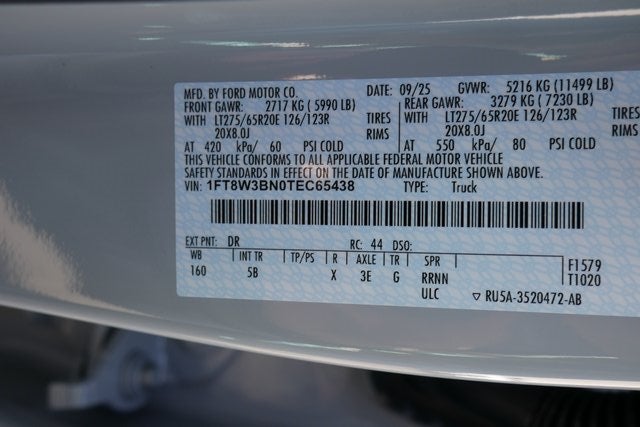 MFD. BY FORD MOTOR CO. DATE: 09/25 GVWR: 5216 KG (11499 LB)
FRONT GAWR: 2717 KG ( 5990 LB) REAR GAWR: 3279 KG ( 7230 LB)
WITH LT275/65R20E 126/123R TIRES WITH LT275/65R20E 126/123R TIRES
20X8.0J RIMS 20X8.0J RIMS
AT 420 kPa/ 60 PSI COLD AT 550 kPa/ 80 PSI COLD
THIS VEHICLE CONFORMS TO ALL APPLICABLE FEDERAL MOTOR VEHICLE
SAFETY STANDARDS IN EFFECT ON THE DATE OF MANUFACTURE SHOWN ABOVE.
VIN: 1FT8W3BN0TEC65438 TYPE: Truck
EXT PNT: DR RC: 44 DSO:
WB INT TR TP/PS R AXLE TR SPR F1579
160 5B X 3E G RRNN T1020
ULC ▽ RU5A-3520472-AB